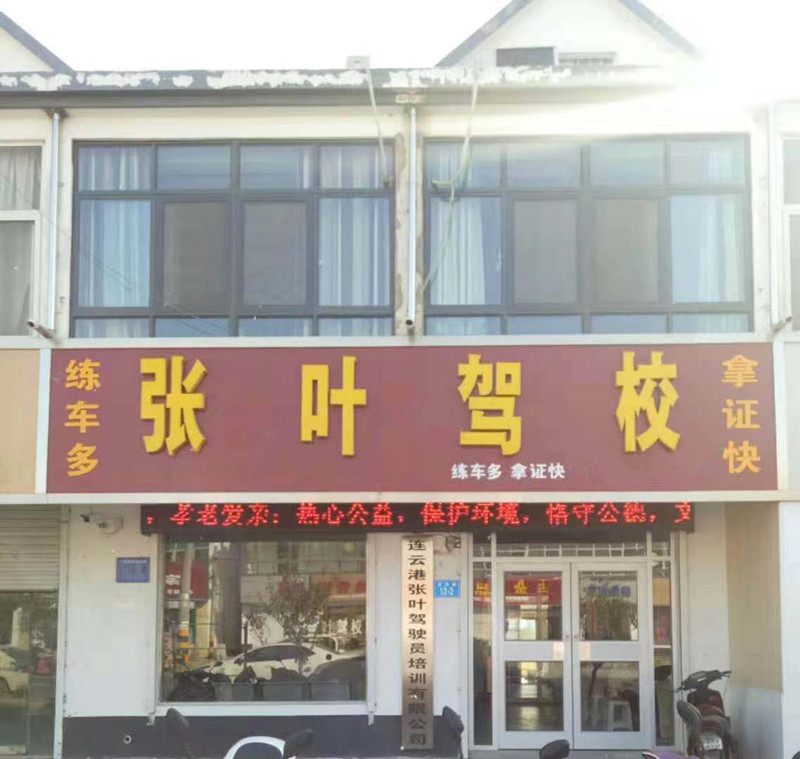 练车多
张叶驾校
拿证快
练车多 拿证快
，孝老爱亲：热心公益，保护环境，恪守公德，文
连云港张叶驾驶员培训有限公司
12-2